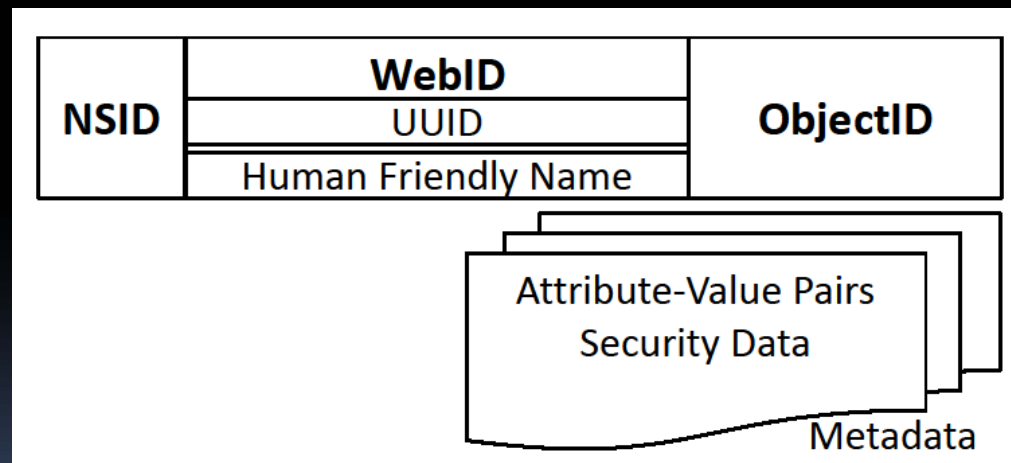 NSID
WebID
UUID
Human Friendly Name
ObjectID
Attribute-Value Pairs
Security Data
Metadata